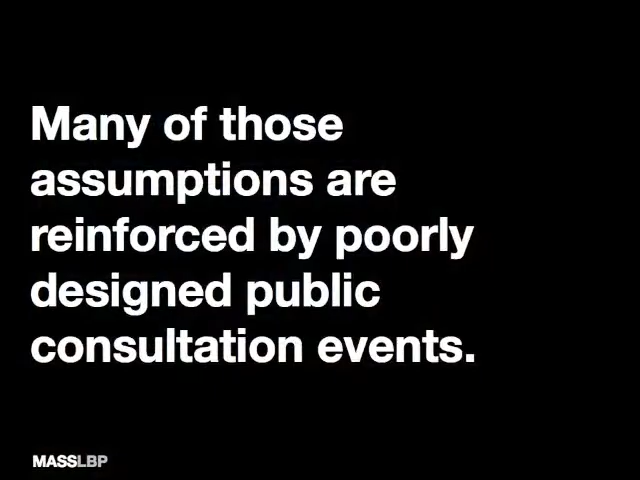 Many of those
assumptions are
reinforced by poorly
designed public
consultation events.
MASSLBP